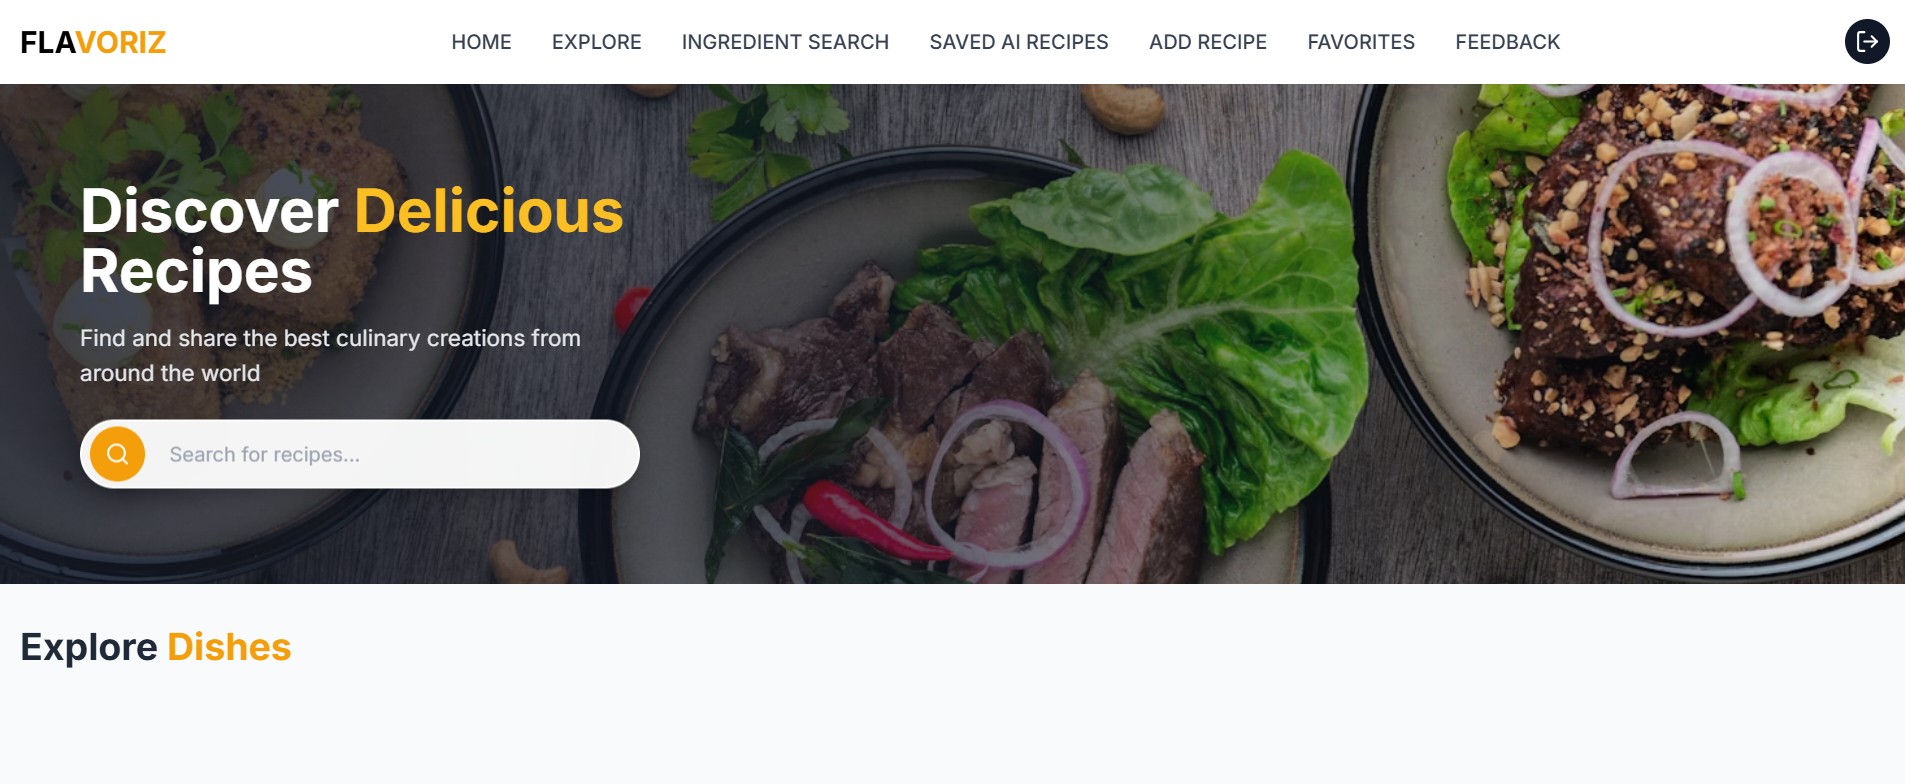 FLAVORIZ
HOME EXPLORE INGREDIENT SEARCH SAVED AI RECIPES ADD RECIPE FAVORITES FEEDBACK
Discover Delicious
Recipes
Find and share the best culinary creations from
around the world
Search for recipes...
Explore Dishes